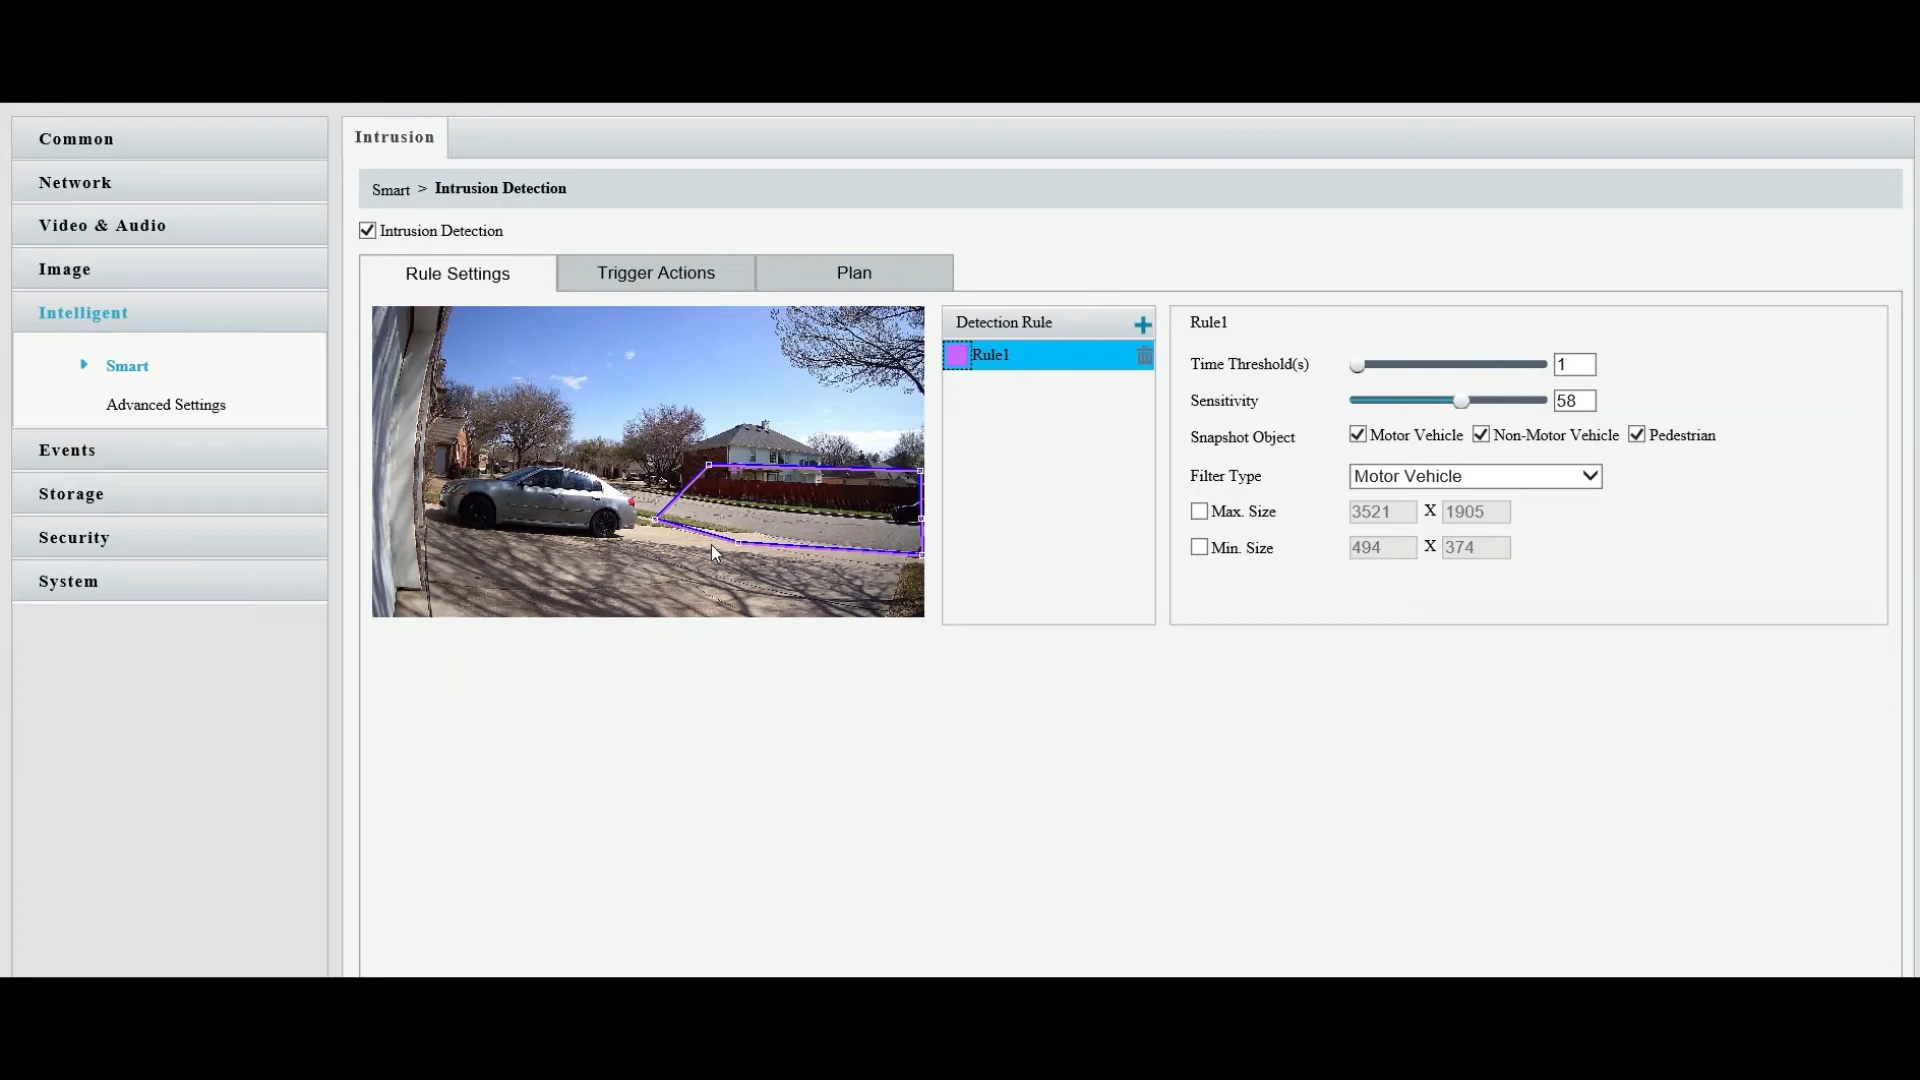 Common
Network
Video & Audio
Image
Intelligent
Smart
Advanced Settings
Events
Storage
Security
System
Intrusion
Smart > Intrusion Detection
Intrusion Detection
Rule Settings Trigger Actions Plan
Detection Rule
Rule1
Rule1
Time Threshold(s) 1
Sensitivity 58
Snapshot Object Motor Vehicle Non-Motor Vehicle Pedestrian
Filter Type Motor Vehicle
Max. Size 3521 X 1905
Min. Size 494 X 374